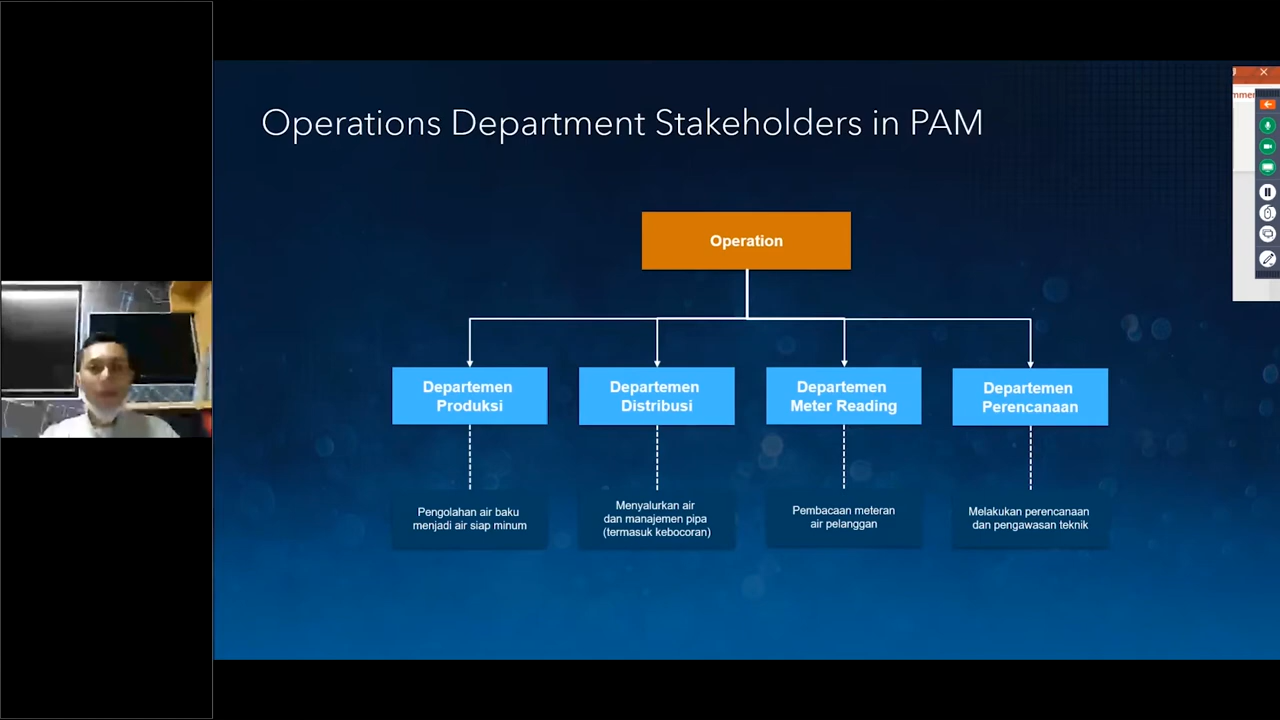 Operations Department Stakeholders in PAM
Operation
Departemen
Produksi
Departemen
Distribusi
Departemen
Meter Reading
Departemen
Perencanaan
Pengolahan air baku
menjadi air siap minum
Menyalurkan air
dan manajemen pipa
(termasuk kebocoran)
Pembacaan meteran
air pelanggan
Melakukan perencanaan
dan pengawasan teknik